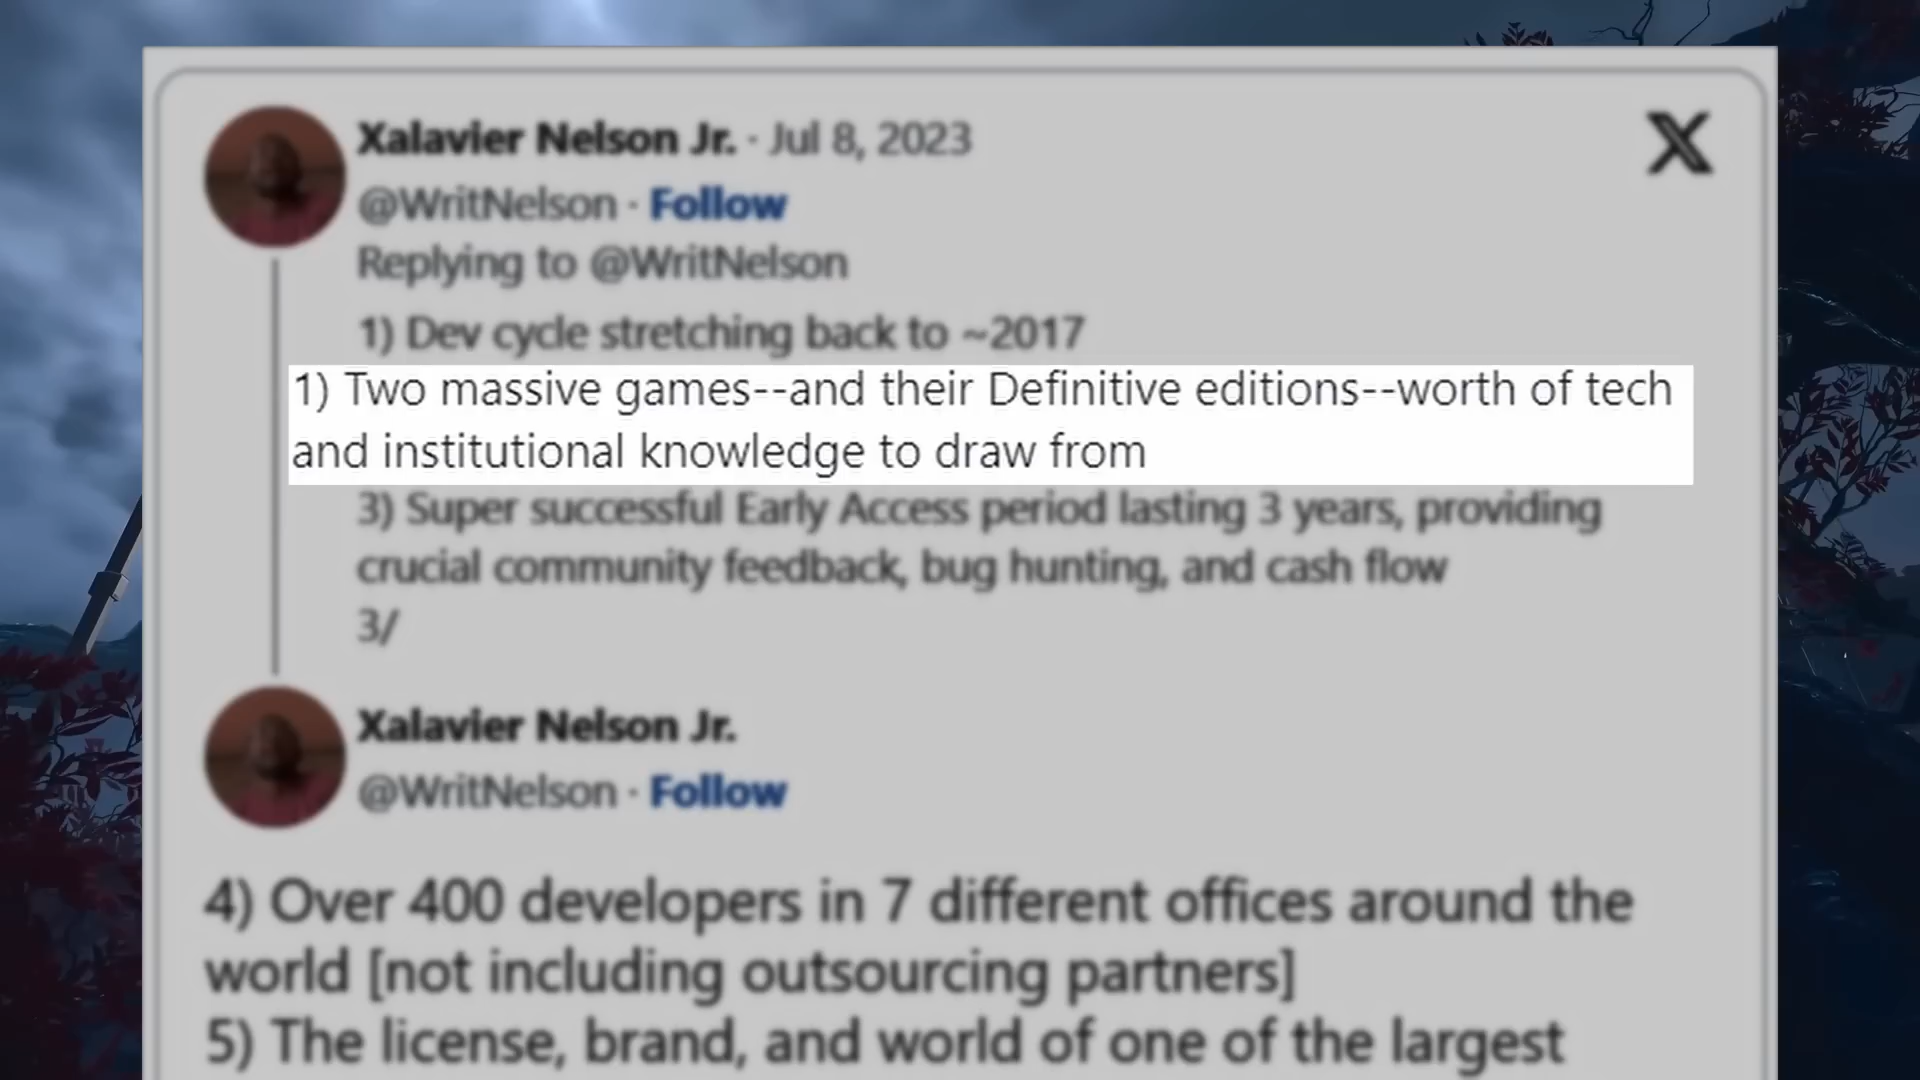 Xalavier Nelson Jr. · Jul 8, 2023
@WritNelson · Follow
Replying to @WritNelson
1) Dev cycle stretching back to ~2017
1) Two massive games--and their Definitive editions--worth of tech
and institutional knowledge to draw from
3) Super successful Early Access period lasting 3 years, providing
crucial community feedback, bug hunting, and cash flow
3/
Xalavier Nelson Jr.
@WritNelson · Follow
4) Over 400 developers in 7 different offices around the
world [not including outsourcing partners]
5) The license, brand, and world of one of the largest